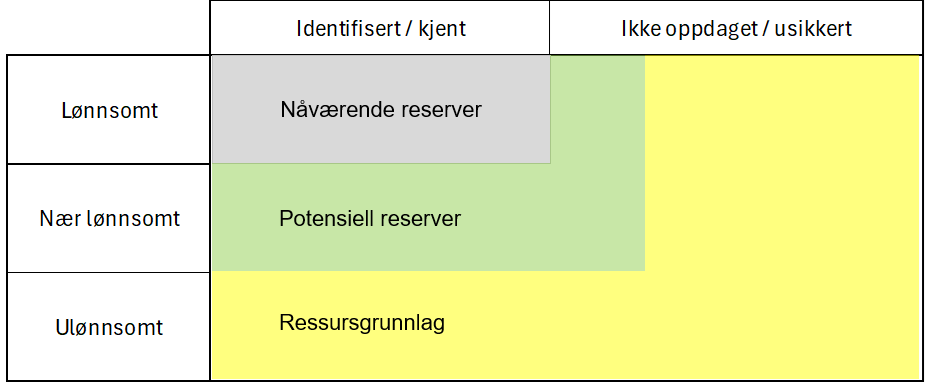 Identifisert / kjent
Ikke oppdaget / usikkert
Lønnsomt
Nåværende reserver
Nær lønnsomt
Potensiell reserver
Ulønnsomt
Ressursgrunnlag